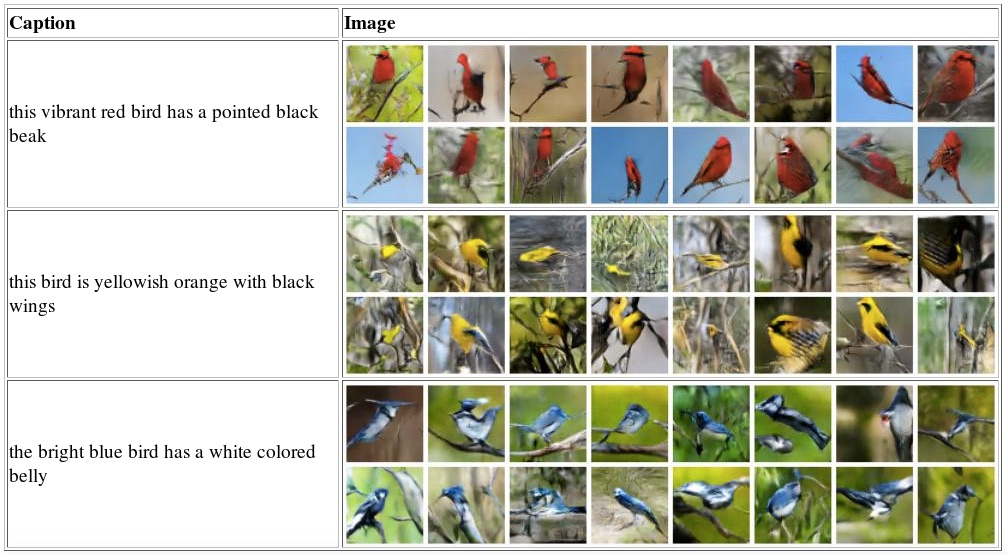 Caption
Image
this vibrant red bird has a pointed black
beak
this bird is yellowish orange with black
wings
the bright blue bird has a white colored
belly